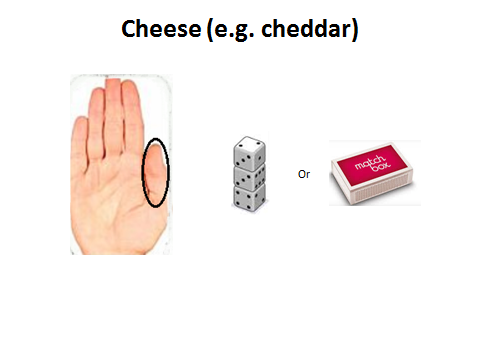 Cheese (e.g. cheddar)
Or
match
box